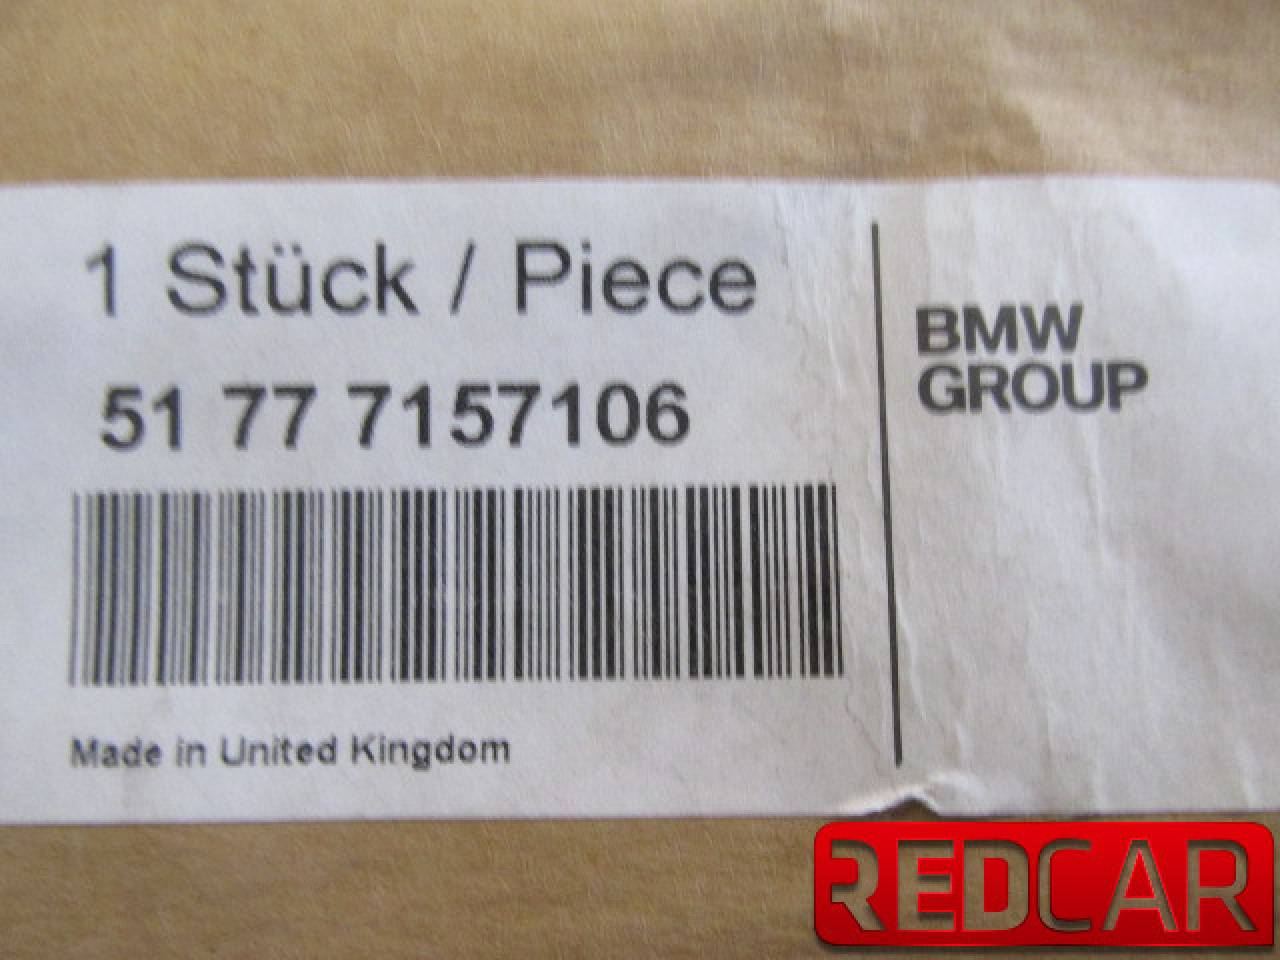 1 Stück / Piece
51 77 7157106
Made in United Kingdom
BMW
GROUP
REDCAR